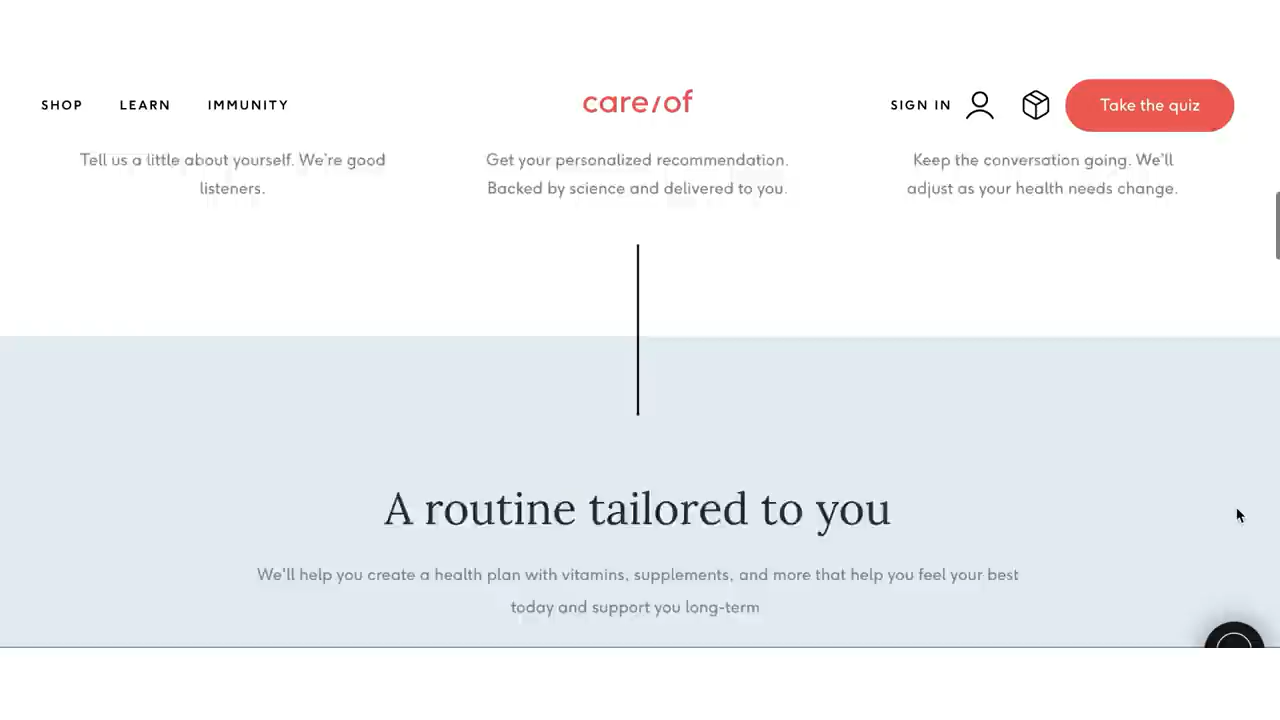 SHOP LEARN IMMUNITY care/of SIGN IN Take the quiz
Tell us a little about yourself. We're good
listeners.
Get your personalized recommendation.
Backed by science and delivered to you.
Keep the conversation going. We'll
adjust as your health needs change.
A routine tailored to you
We'll help you create a health plan with vitamins, supplements, and more that help you feel your best
today and support you long-term